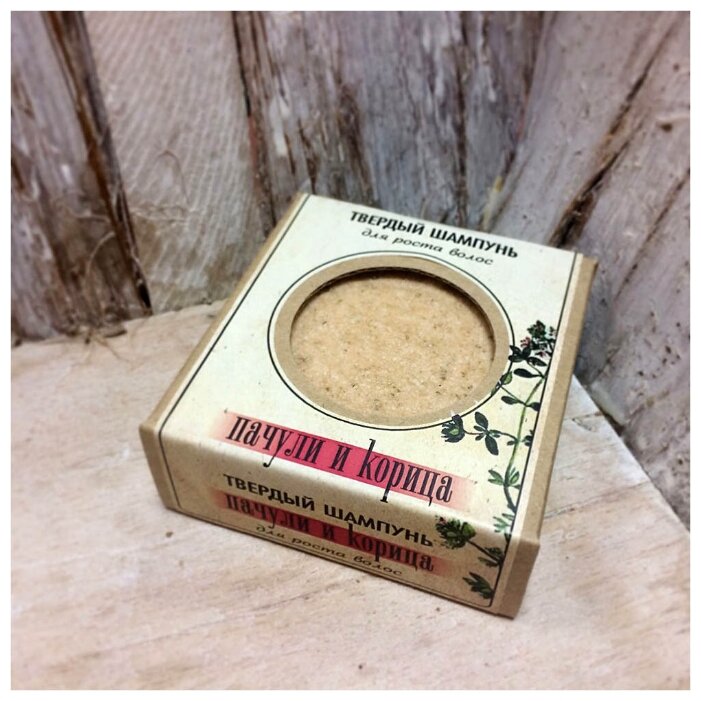 ТВЕРДЫЙ ШАМПУНЬ
для роста волос
пачули и корица
ТВЕРДЫЙ ШАМПУНЬ
пачули и корица
для роста волос